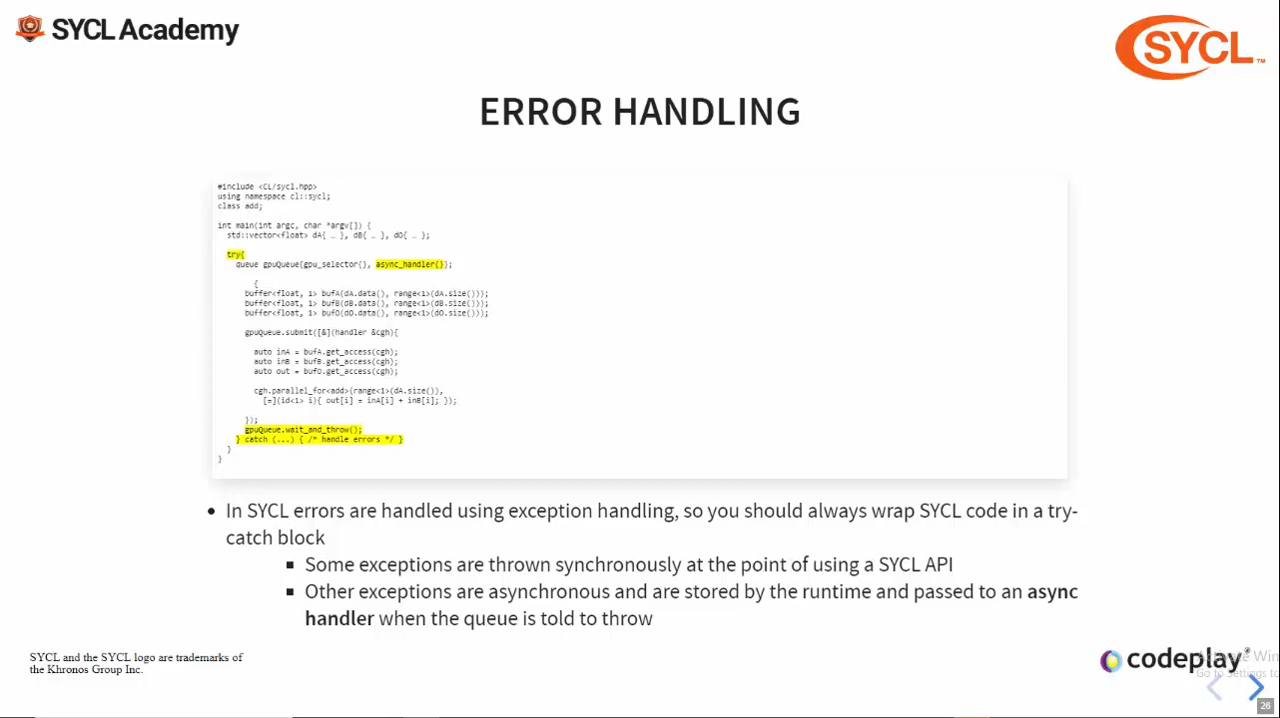 SYCL Academy
SYCL™
ERROR HANDLING
#include <CL/sycl.hpp>
using namespace cl::sycl;
class add;
int main(int argc, char *argv[]) {
std::vector<float> dA{ … }, dB{ … }, dO{ … };
try{
queue gpuQueue(gpu_selector{}, async_handler{});
{
buffer<float, 1> bufA(dA.data(), range<1>(dA.size()));
buffer<float, 1> bufB(dB.data(), range<1>(dB.size()));
buffer<float, 1> bufO(dO.data(), range<1>(dO.size()));
gpuQueue.submit([&](handler &cgh){
auto inA = bufA.get_access(cgh);
auto inB = bufB.get_access(cgh);
auto out = bufO.get_access(cgh);
cgh.parallel_for<add>(range<1>(dA.size()),
[=](id<1> i){ out[i] = inA[i] + inB[i]; });
});
gpuQueue.wait_and_throw();
} catch (...) { /* handle errors */ }
}
}
• In SYCL errors are handled using exception handling, so you should always wrap SYCL code in a try-
catch block
▪ Some exceptions are thrown synchronously at the point of using a SYCL API
▪ Other exceptions are asynchronous and are stored by the runtime and passed to an async
handler when the queue is told to throw
SYCL and the SYCL logo are trademarks of
the Khronos Group Inc.
codeplay®
Activate Win
Go to Settings to
26